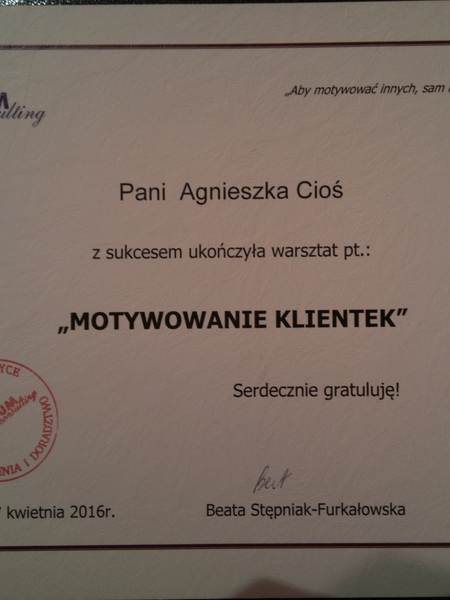 „Aby motywować innych, sam
Pani Agnieszka Cioś
z sukcesem ukończyła warsztat pt.:
„MOTYWOWANIE KLIENTEK”
Serdecznie gratuluję!
I DORADZTWO
kwietnia 2016r.
Beata Stępniak-Furkałowska